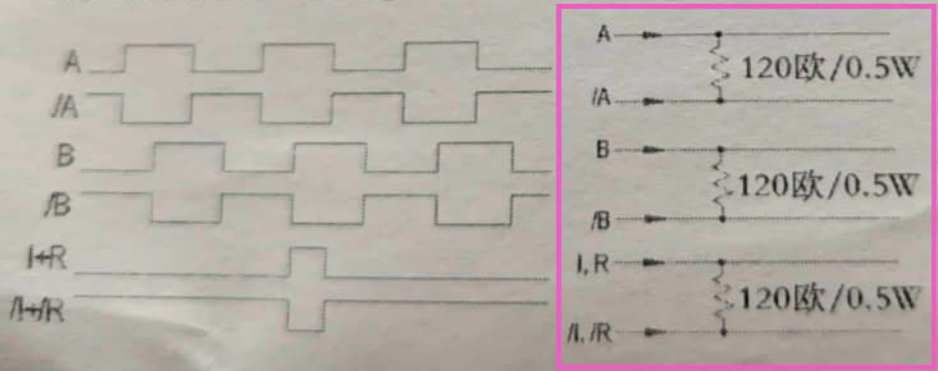 A
/A
B
/B
I+R
/I+/R
A
120欧/0.5W
/A
B
120欧/0.5W
/B
I, R
120欧/0.5W
/I, /R